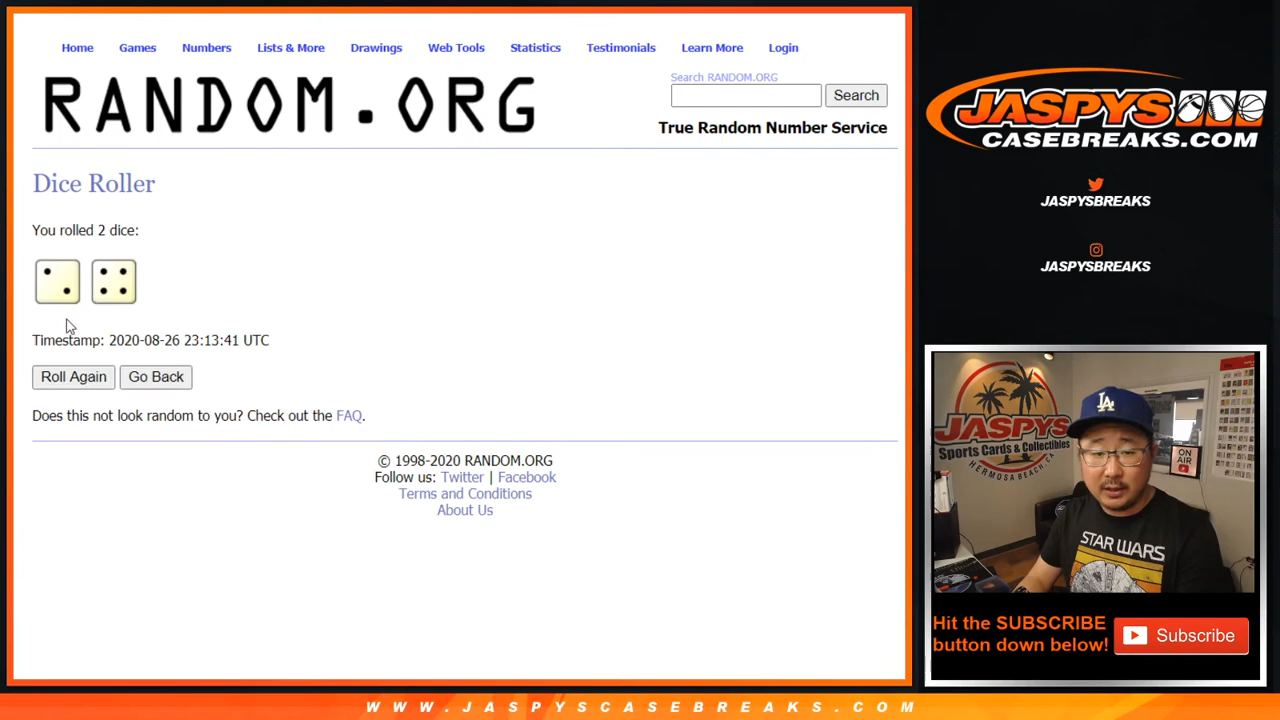 Home Games Numbers Lists & More Drawings Web Tools Statistics Testimonials Learn More Login
RANDOM.ORG
Search RANDOM.ORG
Search
True Random Number Service
Dice Roller
You rolled 2 dice:
Timestamp: 2020-08-26 23:13:41 UTC
Roll Again Go Back
Does this not look random to you? Check out the FAQ.
© 1998-2020 RANDOM.ORG
Follow us: Twitter | Facebook
Terms and Conditions
About Us
JASPYS
CASEBREAKS.COM
JASPYSBREAKS
JASPYSBREAKS
JASPYS
Sports Cards & Collectibles
HERMOSA BEACH, CA
LA
ON
AIR
STAR WARS
Hit the SUBSCRIBE
button down below!
Subscribe
WWW.JASPYSCASEBREAKS.COM